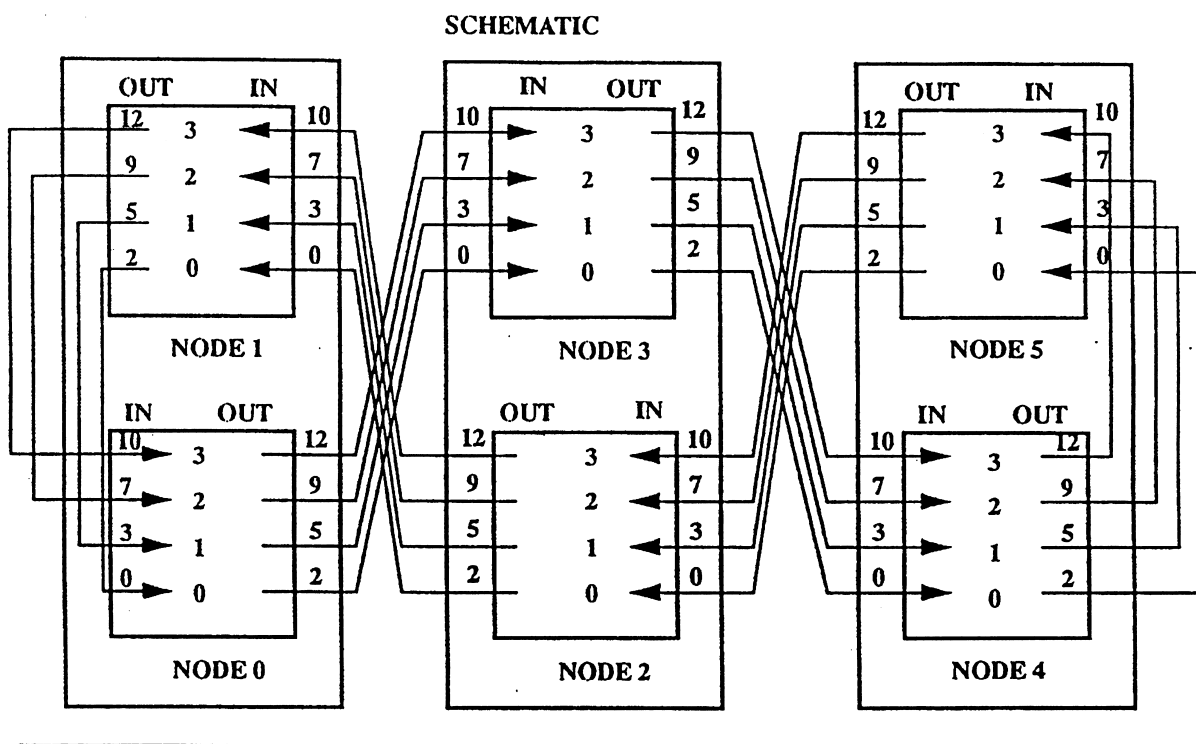 SCHEMATIC
OUT IN
12 3 10
9 2 7
5 1 3
2 0 0
NODE 1
IN OUT
10 3 12
7 2 9
3 1 5
0 0 2
NODE 0
IN OUT
10 3 12
7 2 9
3 1 5
0 0 2
NODE 3
OUT IN
12 3 10
9 2 7
5 1 3
2 0 0
NODE 2
OUT IN
12 3 10
9 2 7
5 1 3
2 0 0
NODE 5
IN OUT
10 3 12
7 2 9
3 1 5
0 0 2
NODE 4